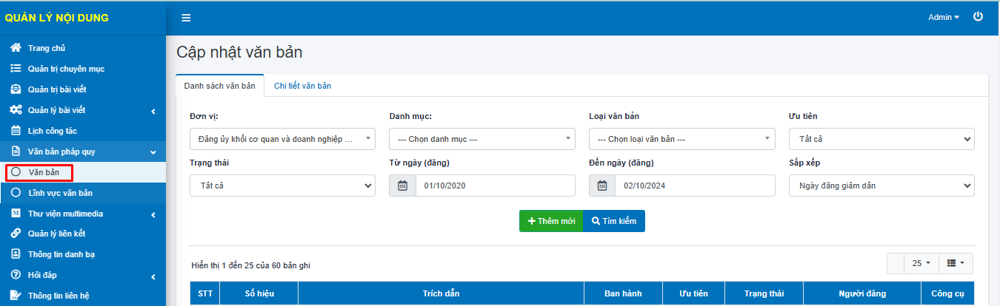 QUẢN LÝ NỘI DUNG
Admin
Trang chủ
Quản trị chuyên mục
Quản trị bài viết
Quản lý bài viết
Lịch công tác
Văn bản pháp quy
Văn bản
Lĩnh vực văn bản
Thư viện multimedia
Quản lý liên kết
Thông tin danh bạ
Hỏi đáp
Thông tin liên hệ
Cập nhật văn bản
Danh sách văn bản Chi tiết văn bản
Đơn vị: Danh mục: Loại văn bản Ưu tiên
Đảng ủy khối cơ quan và doanh nghiệp ... --- Chọn danh mục --- --- Chọn loại văn bản --- Tất cả
Trạng thái Từ ngày (đăng) Đến ngày (đăng) Sắp xếp
Tất cả 01/10/2020 02/10/2024 Ngày đăng giảm dần
Thêm mới Tìm kiếm
Hiển thị 1 đến 25 của 60 bản ghi 25
STT Số hiệu Trích dẫn Ban hành Ưu tiên Trạng thái Người đăng Công cụ